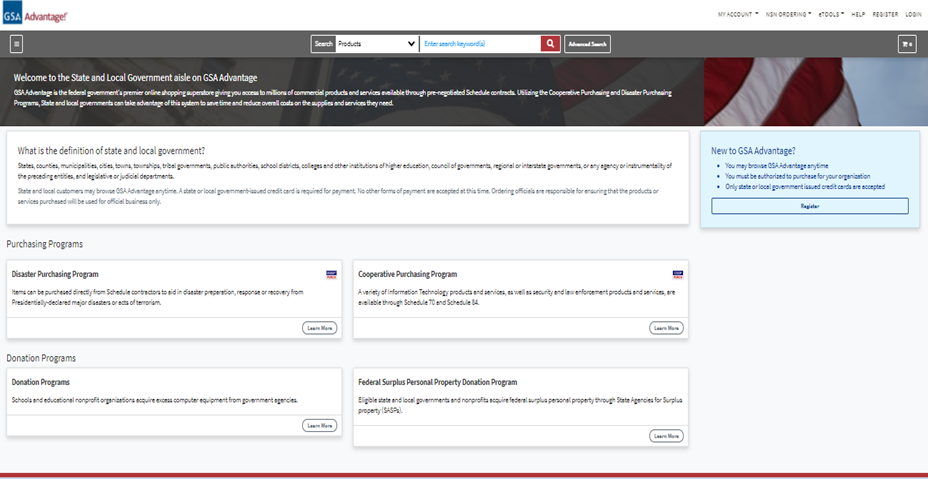 GSA Advantage!
MY ACCOUNT NSN ORDERING eTOOLS HELP REGISTER LOGIN
Search Products Enter search keyword(s) Advanced Search 0
Welcome to the State and Local Government aisle on GSA Advantage
GSA Advantage is the federal government's premier online shopping superstore giving you access to millions of commercial products and services available through pre-negotiated Schedule contracts. Utilizing the Cooperative Purchasing and Disaster Purchasing
Programs, State and local governments can take advantage of this system to save time and reduce overall costs on the supplies and services they need.
What is the definition of state and local government?
States, counties, municipalities, cities, towns, townships, tribal governments, public authorities, school districts, colleges and other institutions of higher education, council of governments, regional or interstate governments, or any agency or instrumentality of
the preceding entities, and legislative or judicial departments.
State and local customers may browse GSA Advantage anytime. A state or local government-issued credit card is required for payment. No other forms of payment are accepted at this time. Ordering officials are responsible for ensuring that the products or
services purchased will be used for official business only.
New to GSA Advantage?
• You may browse GSA Advantage anytime
• You must be authorized to purchase for your organization
• Only state or local government issued credit cards are accepted
Register
Purchasing Programs
Disaster Purchasing Program
Items can be purchased directly from Schedule contractors to aid in disaster preparation, response or recovery from
Presidentially-declared major disasters or acts of terrorism.
Learn More
Cooperative Purchasing Program
A variety of Information Technology products and services, as well as security and law enforcement products and services, are
available through Schedule 70 and Schedule 84.
Learn More
Donation Programs
Donation Programs
Schools and educational nonprofit organizations acquire excess computer equipment from government agencies.
Learn More
Federal Surplus Personal Property Donation Program
Eligible state and local governments and nonprofits acquire federal surplus personal property through State Agencies for Surplus
property (SASPs).
Learn More